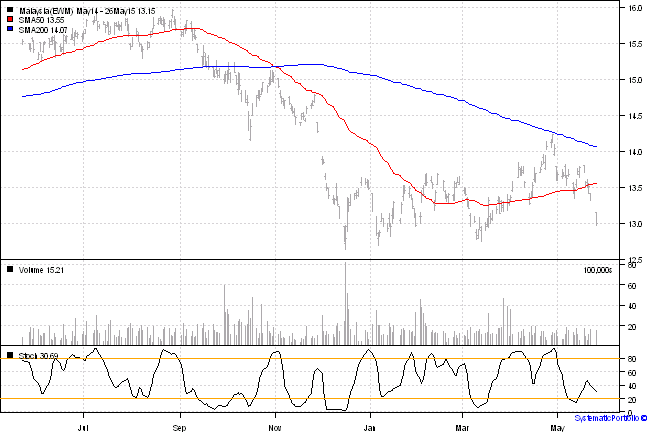 Malaysia (EWM) May14 - 26May15 13.15
SMA50 13.55
SMA200 14.07
16.0
15.5
15.0
14.5
14.0
13.5
13.0
12.5
Volume 15.21
100,000s
80
60
40
20
Stoch 30.69
80
60
40
20
0
Jul Sep Nov Jan Mar May
SystematicPortfolio ©